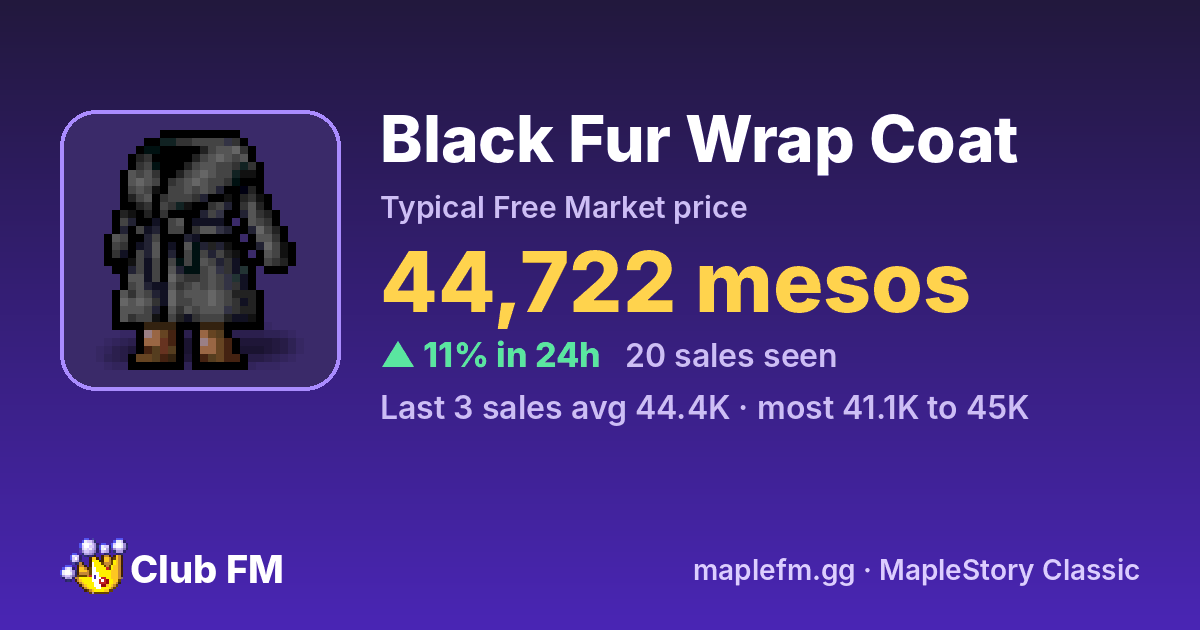 Black Fur Wrap Coat
Typical Free Market price
44,722 mesos
▲ 11% in 24h 20 sales seen
Last 3 sales avg 44.4K · most 41.1K to 45K
Club FM
maplefm.gg · MapleStory Classic